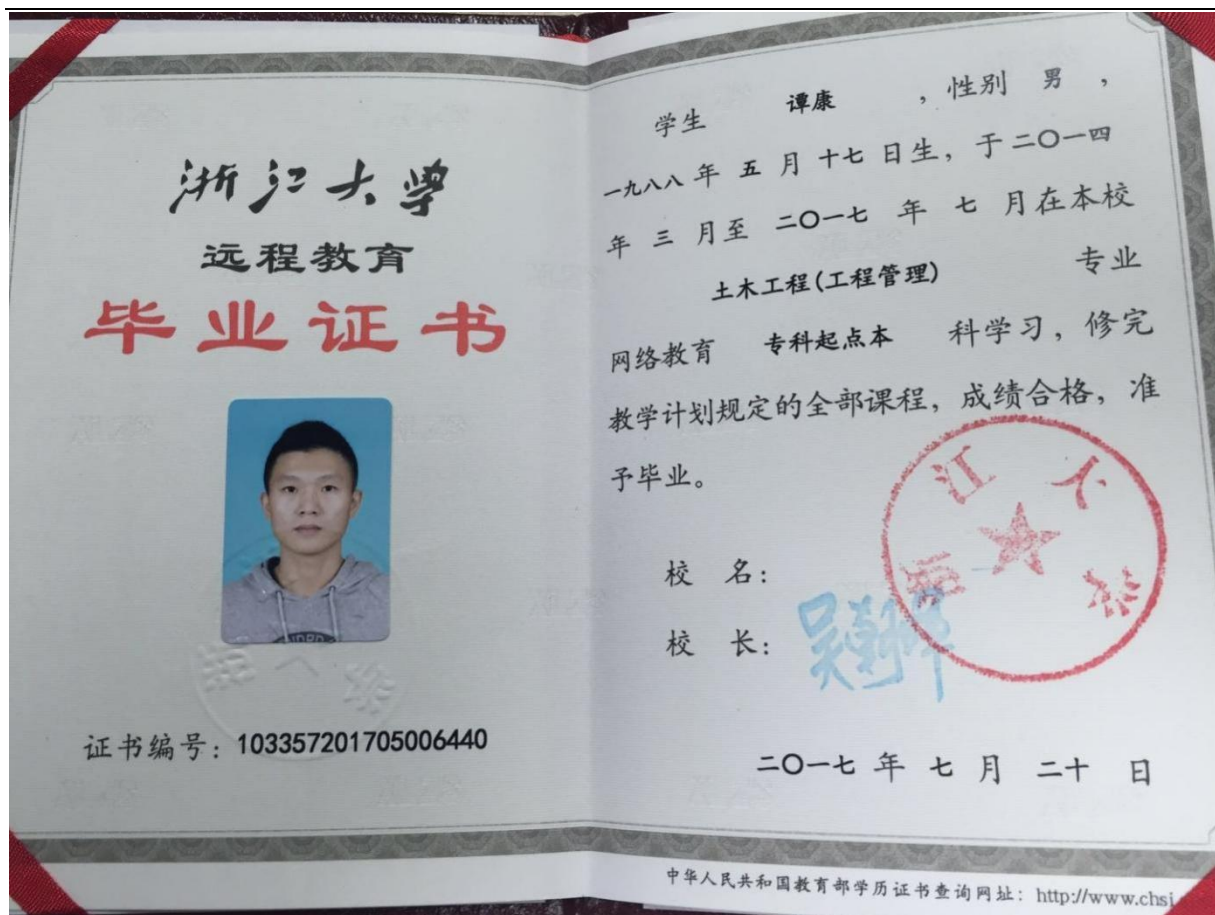 浙江大学
远程教育
毕业证书
证书编号：103357201705006440
学生 谭康 ，性别 男 ，
一九八八 年 五 月 十七 日生，于二〇一四
年 三 月至 二〇一七 年 七 月在本校
土木工程(工程管理) 专业
网络教育 专科起点本 科学习，修完
教学计划规定的全部课程，成绩合格，准
予毕业。
浙江大学
校 名：
校 长：
二〇一七 年 七 月 二十 日
中华人民共和国教育部学历证书查询网址：http://www.chsi.